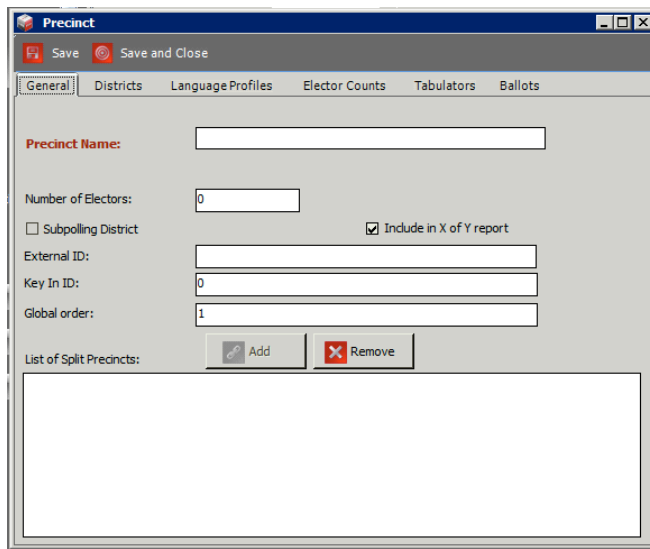 Precinct
Save Save and Close
General Districts Language Profiles Elector Counts Tabulators Ballots
Precinct Name:
Number of Electors: 0
Subpolling District Include in X of Y report
External ID:
Key In ID: 0
Global order: 1
List of Split Precincts: Add Remove